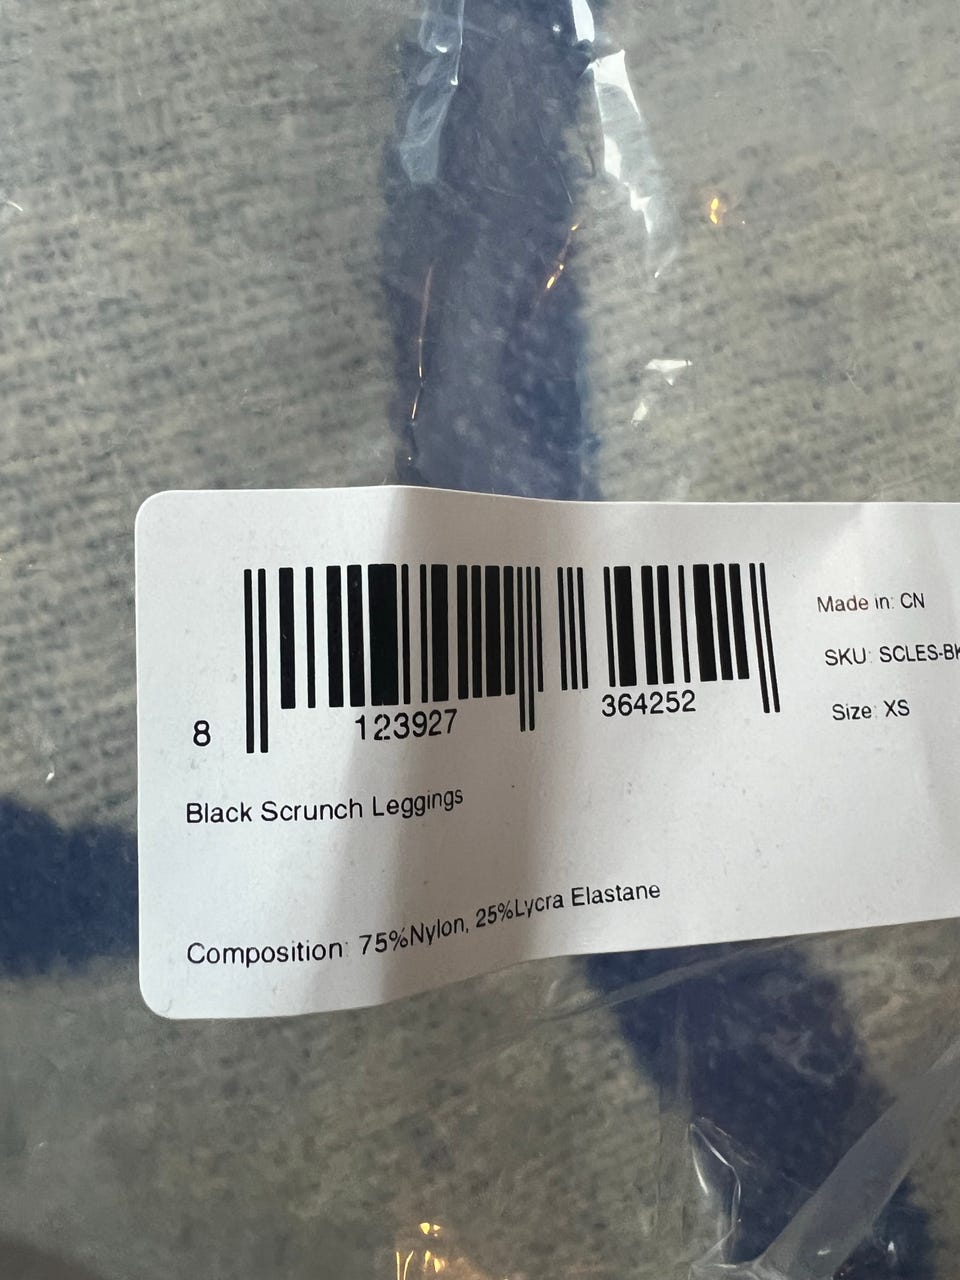 8 123927 364252
Made in: CN
SKU: SCLES-BK
Size: XS
Black Scrunch Leggings
Composition: 75%Nylon, 25%Lycra Elastane